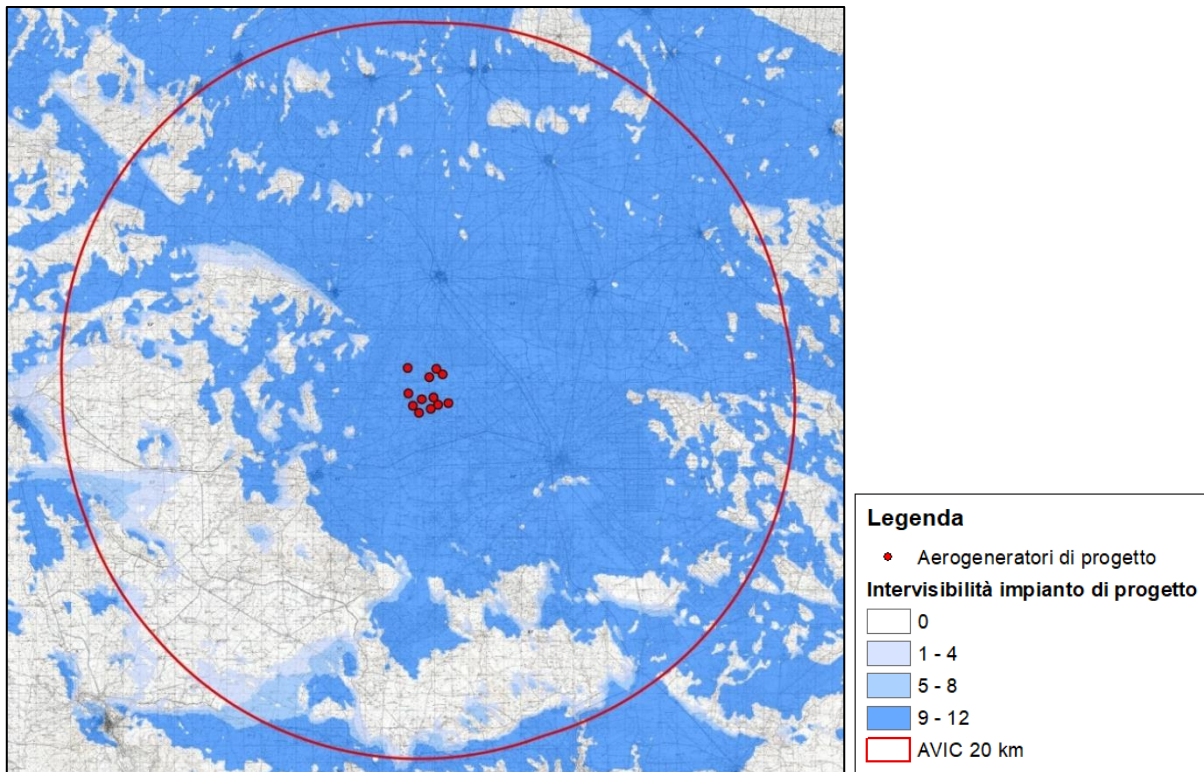 Legenda
Aerogeneratori di progetto
Intervisibilità impianto di progetto
0
1 - 4
5 - 8
9 - 12
AVIC 20 km